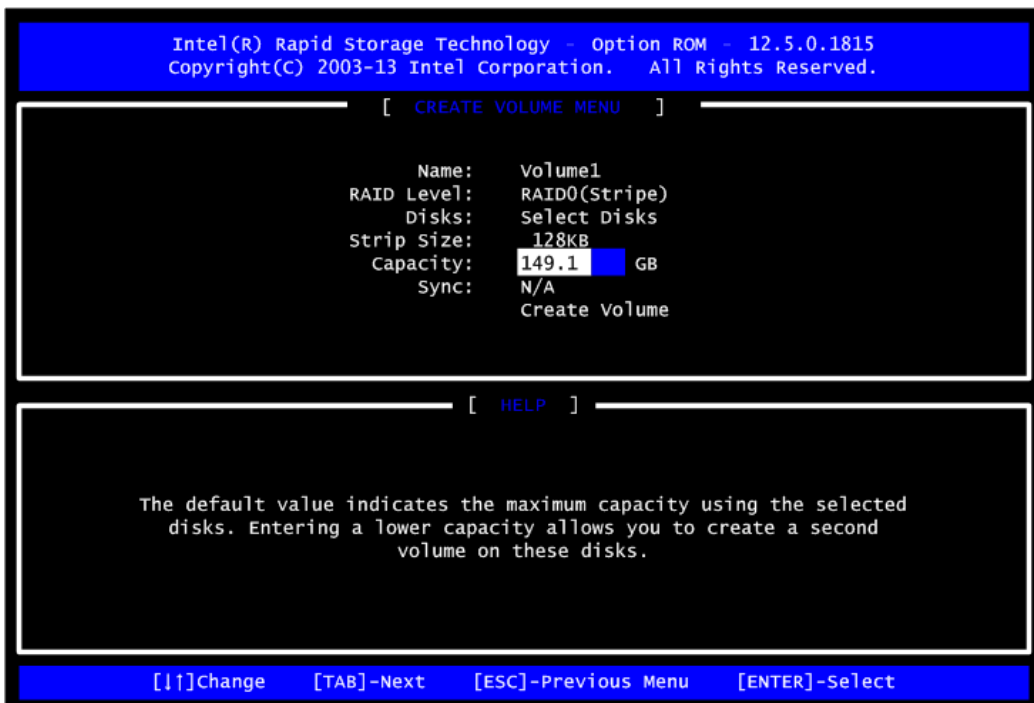 Intel(R) Rapid Storage Technology - Option ROM - 12.5.0.1815
Copyright(C) 2003-13 Intel Corporation. All Rights Reserved.
[ CREATE VOLUME MENU ]
Name: Volume1
RAID Level: RAID0(Stripe)
Disks: Select Disks
Strip Size: 128KB
Capacity: 149.1 GB
Sync: N/A
Create Volume
[ HELP ]
The default value indicates the maximum capacity using the selected
disks. Entering a lower capacity allows you to create a second
volume on these disks.
[↓↑]Change [TAB]-Next [ESC]-Previous Menu [ENTER]-Select